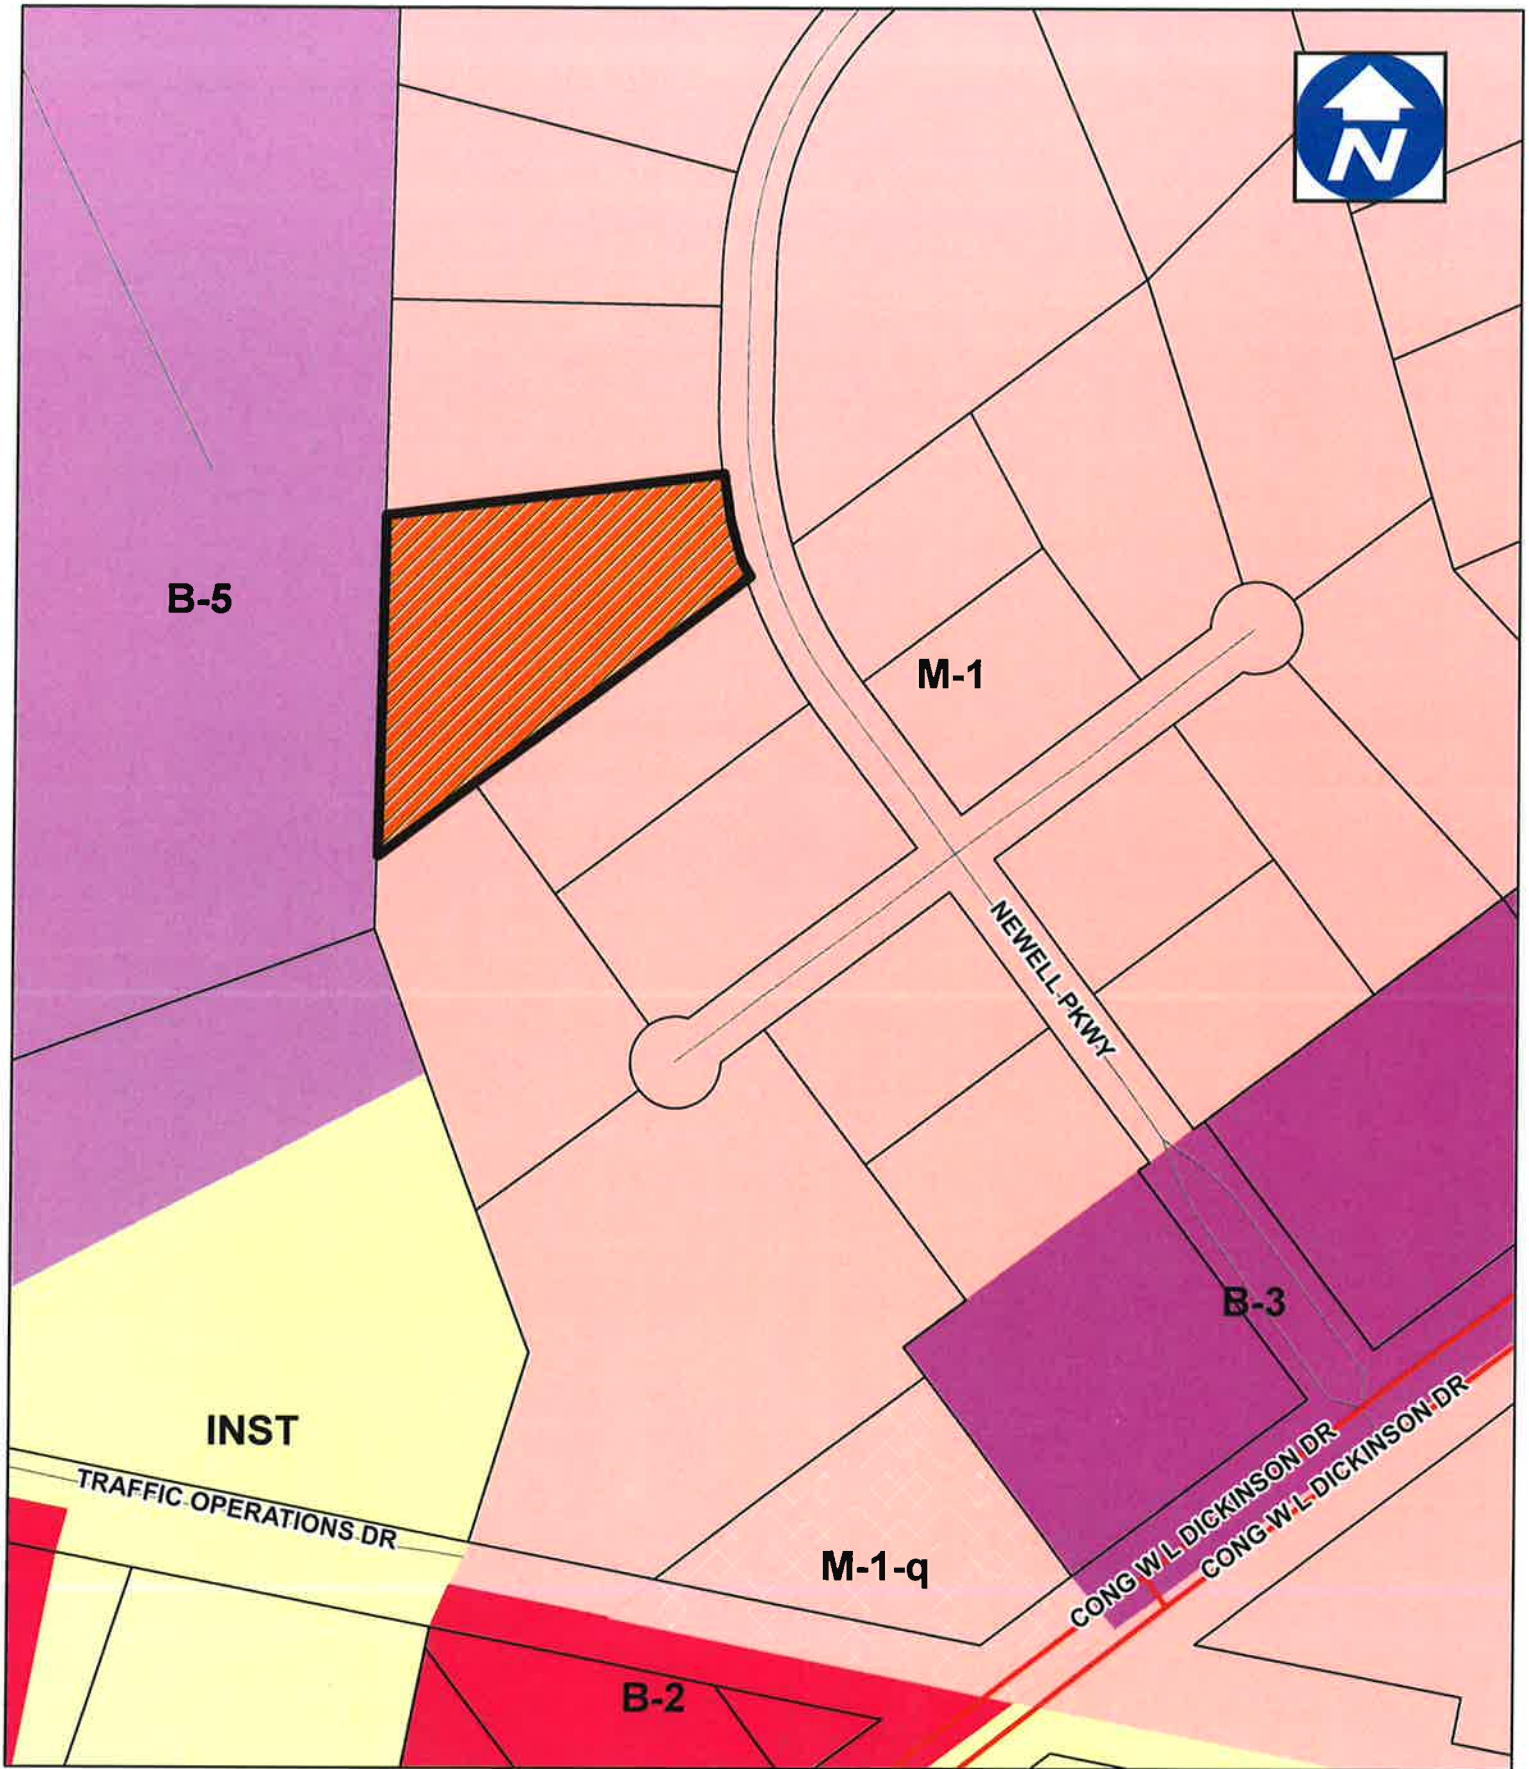 N
B-5
M-1
NEWELL PKWY
B-3
INST
TRAFFIC OPERATIONS DR
CONG W L DICKINSON DR
CONG W L DICKINSON DR
M-1-q
B-2